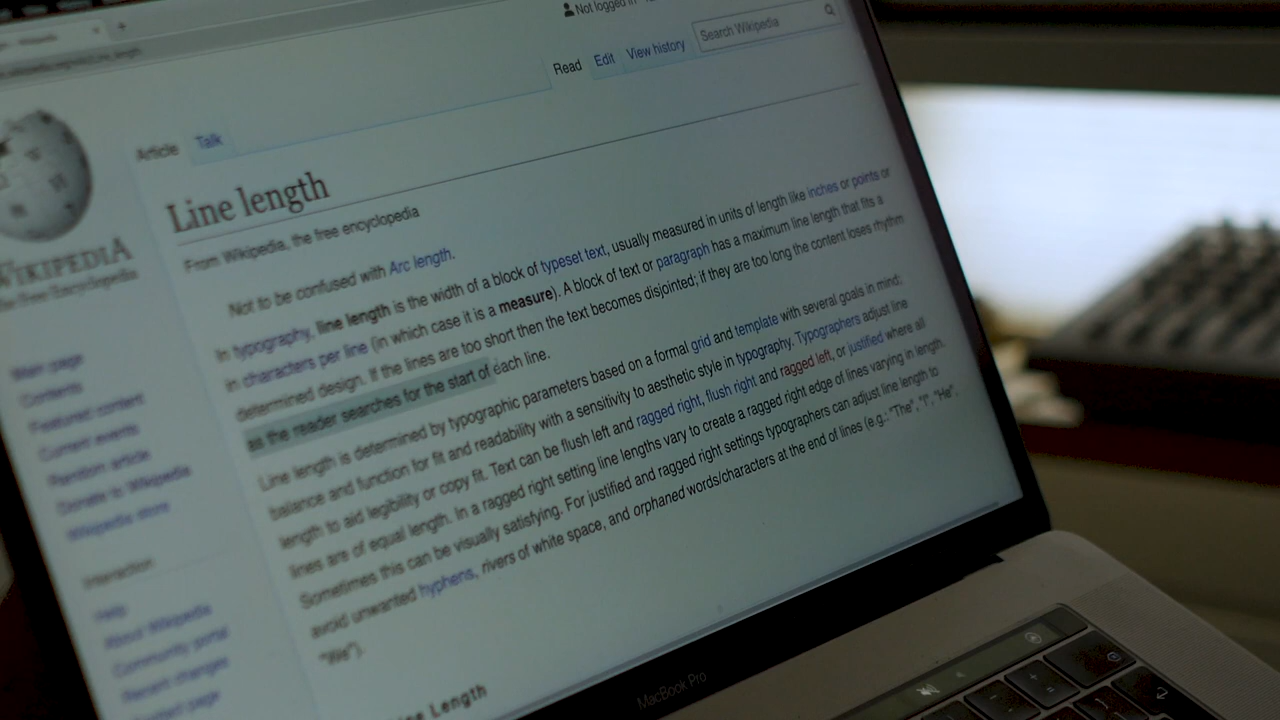 Not logged in
Read Edit View history Search Wikipedia
Article Talk
WIKIPEDIA
The Free Encyclopedia
Line length
From Wikipedia, the free encyclopedia
Not to be confused with Arc length.
In typography, line length is the width of a block of typeset text, usually measured in units of length like inches or points or
in characters per line (in which case it is a measure). A block of text or paragraph has a maximum line length that fits a
determined design. If the lines are too short then the text becomes disjointed; if they are too long the content loses rhythm
as the reader searches for the start of each line.
Line length is determined by typographic parameters based on a formal grid and template with several goals in mind:
balance and function for fit and readability with a sensitivity to aesthetic style in typography. Typographers adjust line
length to aid legibility or copy fit. Text can be flush left and ragged right, flush right and ragged left, or justified where all
lines are of equal length. In a ragged right setting line lengths vary to create a ragged right edge of lines varying in length.
Sometimes this can be visually satisfying. For justified and ragged right settings typographers can adjust line length to
avoid unwanted hyphens, rivers of white space, and orphaned words/characters at the end of lines (e.g.: "The", "I", "He",
"We").
Main page
Contents
Featured content
Current events
Random article
Donate to Wikipedia
Wikipedia store
Interaction
Help
About Wikipedia
Community portal
Recent changes
Contact page
Length
MacBook Pro